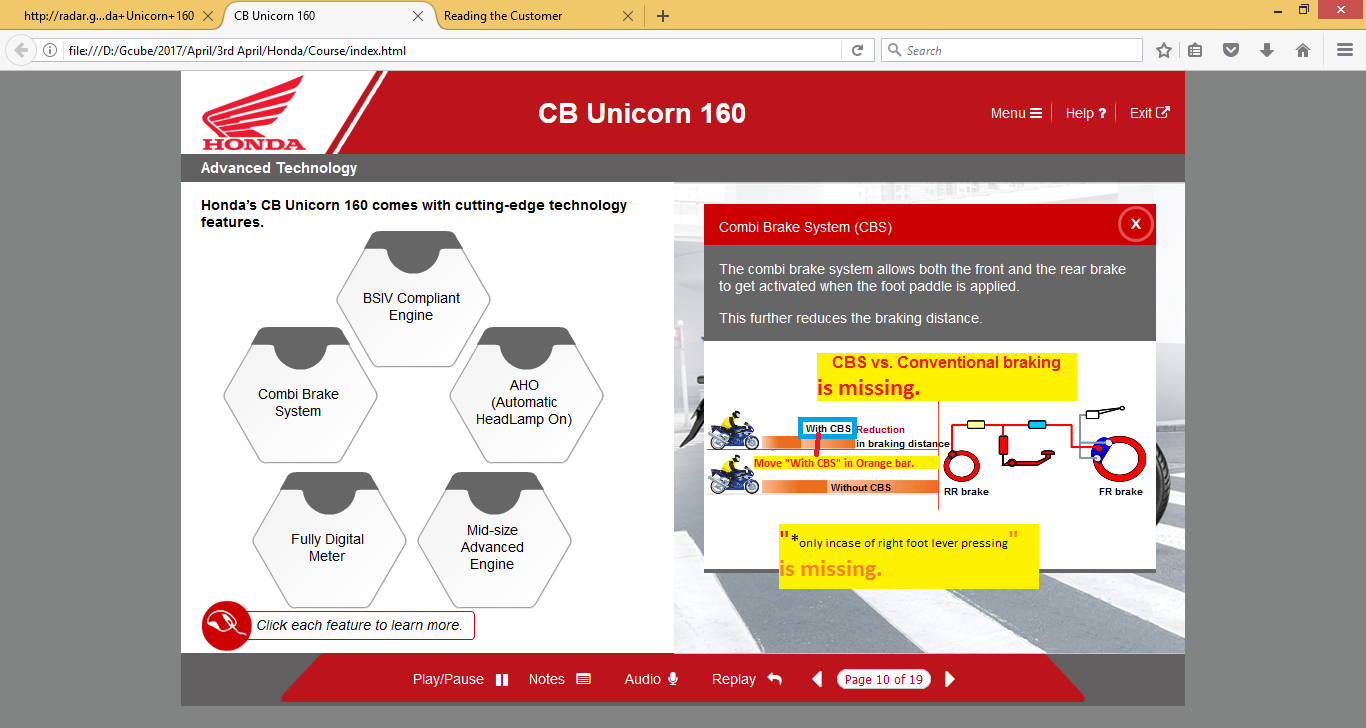 http://radar.g...da+Unicorn+160
CB Unicorn 160
Reading the Customer
file:///D:/Gcube/2017/April/3rd April/Honda/Course/index.html
Search
HONDA
CB Unicorn 160
Menu
Help ?
Exit
Advanced Technology
Honda’s CB Unicorn 160 comes with cutting-edge technology
features.
BSIV Compliant
Engine
Combi Brake
System
AHO
(Automatic
HeadLamp On)
Fully Digital
Meter
Mid-size
Advanced
Engine
Click each feature to learn more.
Combi Brake System (CBS)
X
The combi brake system allows both the front and the rear brake
to get activated when the foot paddle is applied.
This further reduces the braking distance.
CBS vs. Conventional braking
is missing.
With CBS
Reduction
in braking distance
Move "With CBS" in Orange bar.
Without CBS
RR brake
FR brake
"*only incase of right foot lever pressing"
is missing.
Play/Pause
Notes
Audio
Replay
Page 10 of 19